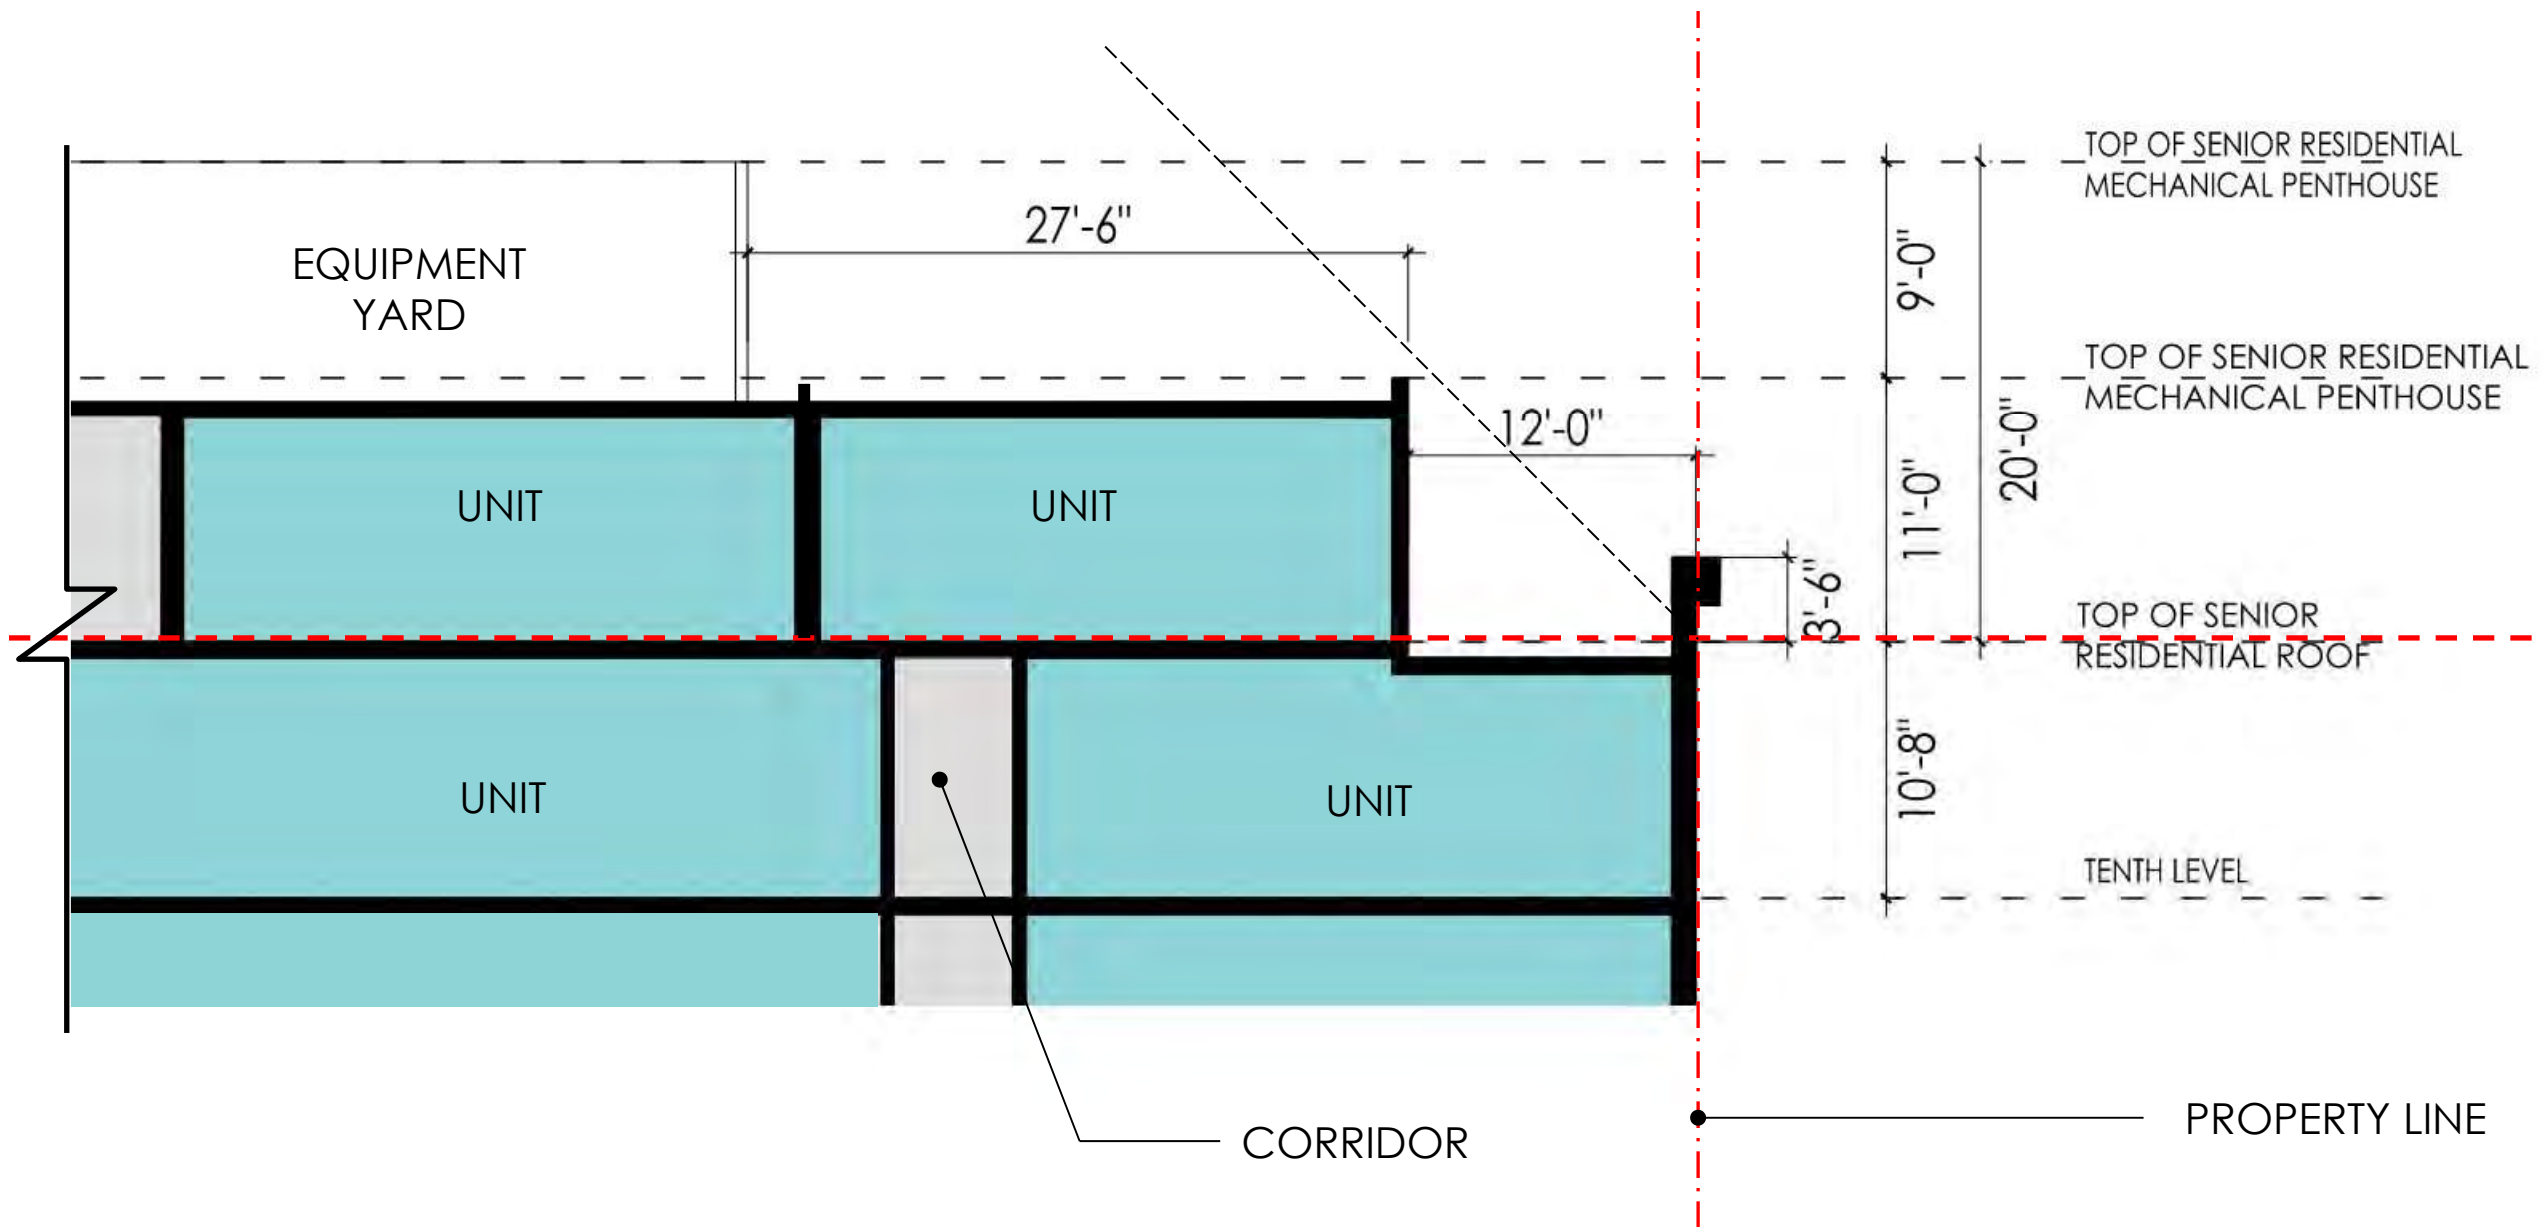 TOP OF SENIOR RESIDENTIAL
MECHANICAL PENTHOUSE
27'-6"
EQUIPMENT
YARD
9'-0"
TOP OF SENIOR RESIDENTIAL
MECHANICAL PENTHOUSE
12'-0"
20'-0"
11'-0"
UNIT
UNIT
3'-6"
TOP OF SENIOR
RESIDENTIAL ROOF
10'-8"
UNIT
UNIT
TENTH LEVEL
CORRIDOR
PROPERTY LINE